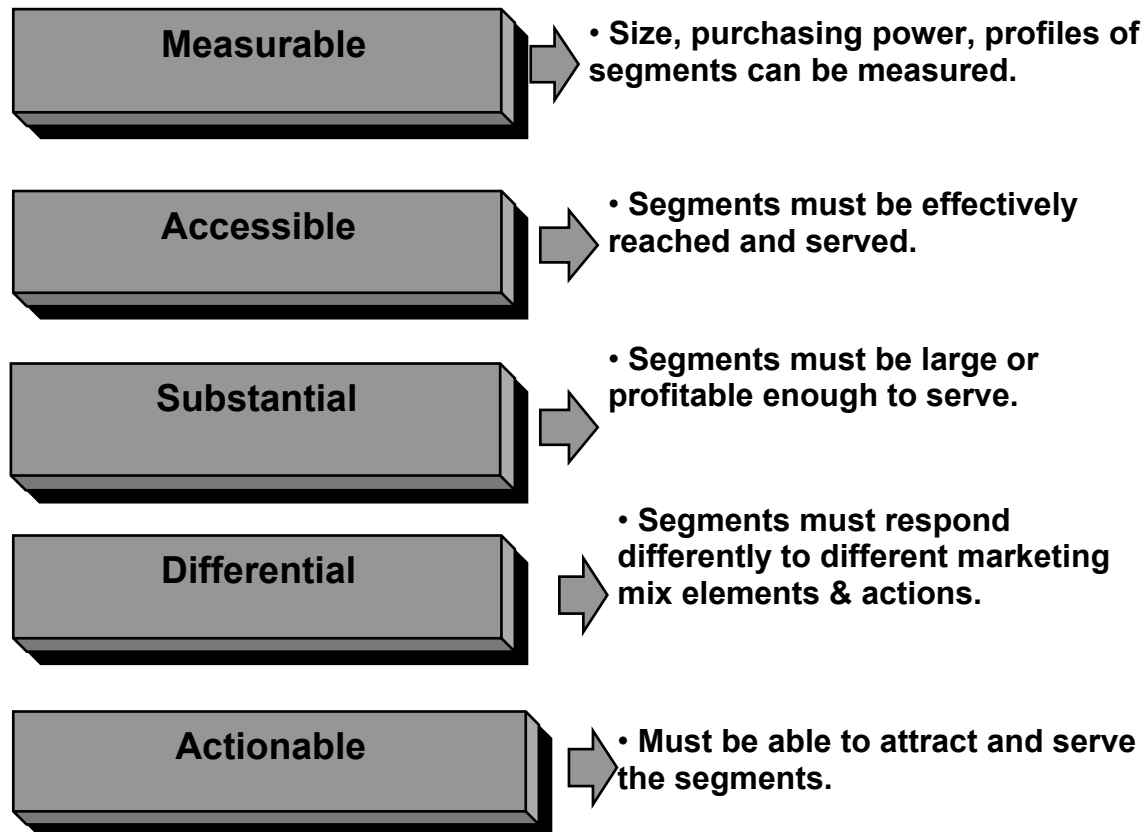 Measurable
• Size, purchasing power, profiles of
segments can be measured.
Accessible
• Segments must be effectively
reached and served.
Substantial
• Segments must be large or
profitable enough to serve.
Differential
• Segments must respond
differently to different marketing
mix elements & actions.
Actionable
• Must be able to attract and serve
the segments.